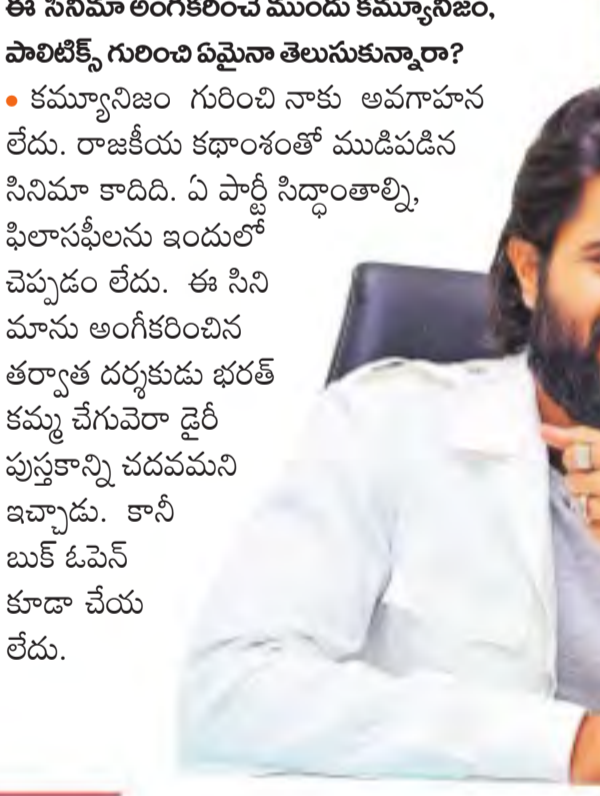 ఈ సినిమా అంగీకరించే ముందు కమ్యూనిజం,
పాలిటిక్స్ గురించి ఏమైనా తెలుసుకున్నారా?
• కమ్యూనిజం గురించి నాకు అవగాహన
లేదు. రాజకీయ కథాంశంతో ముడిపడిన
సినిమా కాదిది. ఏ పార్టీ సిద్ధాంతాల్ని,
ఫిలాసఫీలను ఇందులో
చెప్పడం లేదు. ఈ సిని
మాను అంగీకరించిన
తర్వాత దర్శకుడు భరత్
కమ్మ చేగువెరా డైరీ
పుస్తకాన్ని చదవమని
ఇచ్చాడు. కానీ
బుక్ ఓపెన్
కూడా చేయ
లేదు.